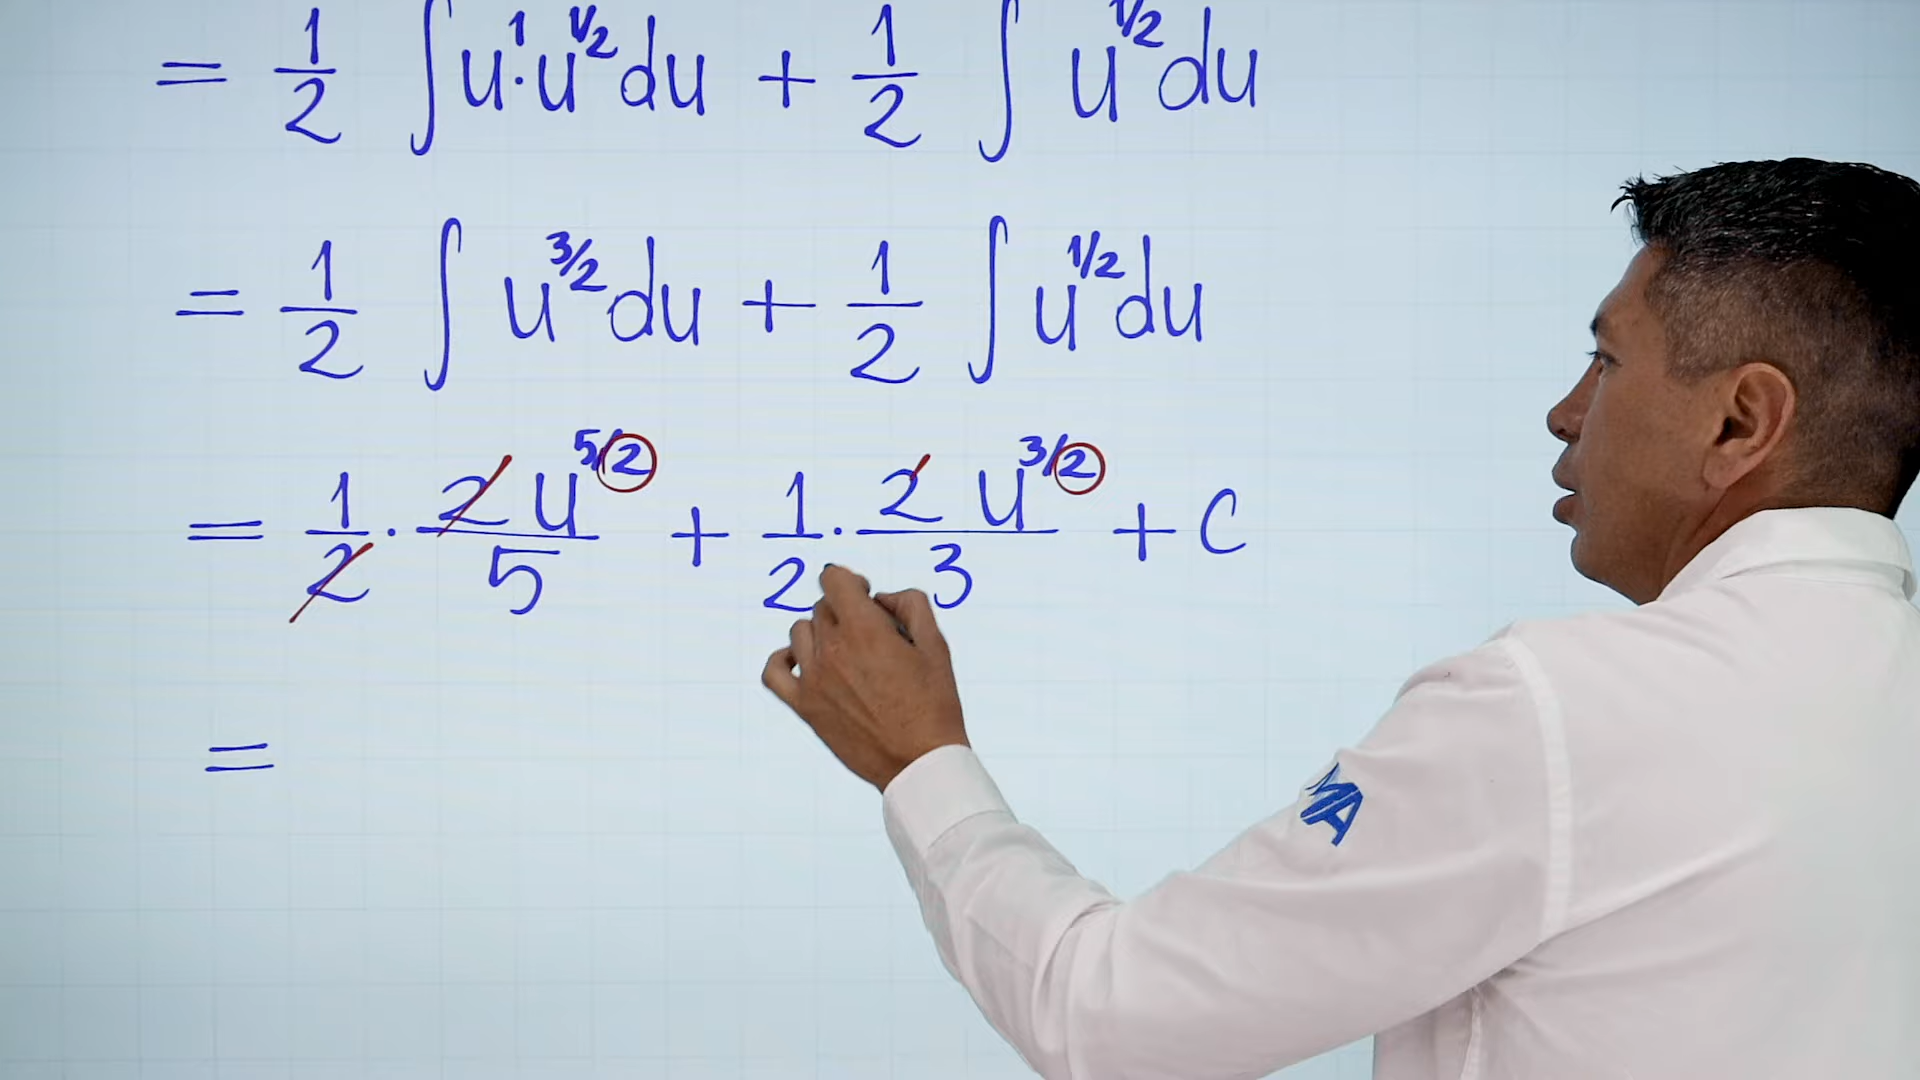 = 1/2 ∫ u¹·u^1/2 du + 1/2 ∫ u^1/2 du
= 1/2 ∫ u^3/2 du + 1/2 ∫ u^1/2 du
= 1/2 · 2u^5/2 / 5 + 1/2 · 2u^3/2 / 3 + C
=
MA